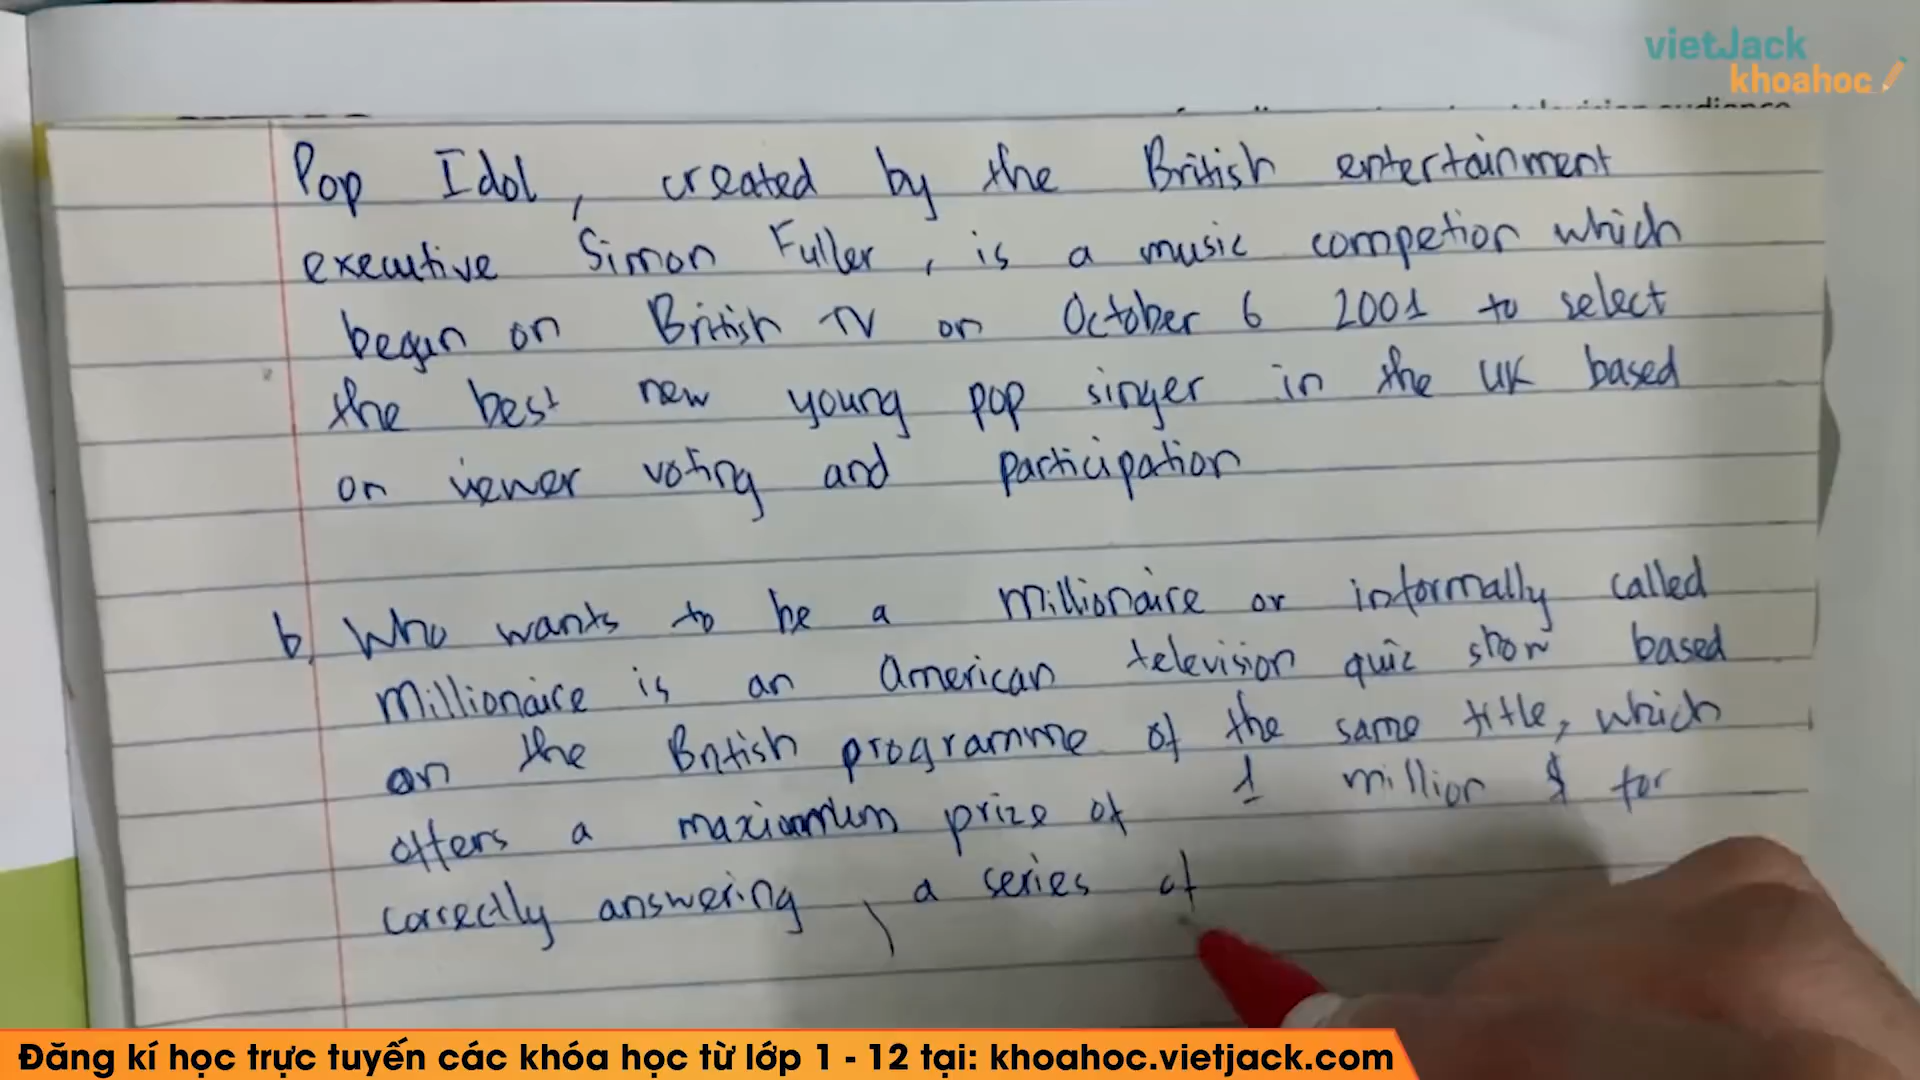 vietJack
khoahoc
television audience
Pop Idol, created by the British entertainment
executive Simon Fuller, is a music competion which
began on British TV on October 6 2001 to select
the best new young pop singer in the UK based
on viewer voting and participation
b, Who wants to be a millionaire or informally called
Millionaire is an American television quiz show based
on the British programme of the same title, which
offers a maximum prize of 1 million $ for
correctly answering a series of
Đăng kí học trực tuyến các khóa học từ lớp 1 - 12 tại: khoahoc.vietjack.com